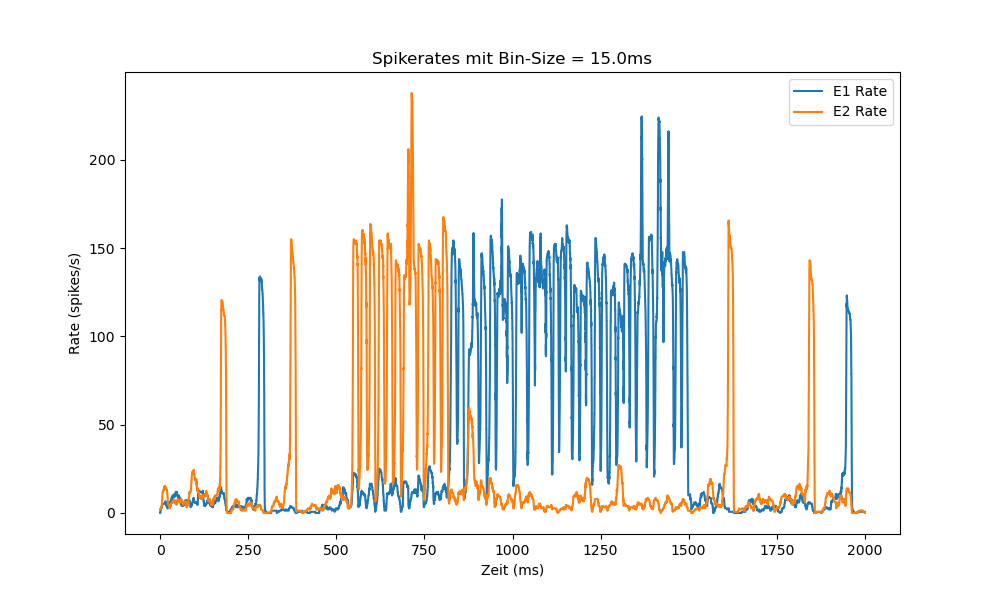 Spikerates mit Bin-Size = 15.0ms
E1 Rate
E2 Rate
Rate (spikes/s)
200
150
100
50
0
0 250 500 750 1000 1250 1500 1750 2000
Zeit (ms)